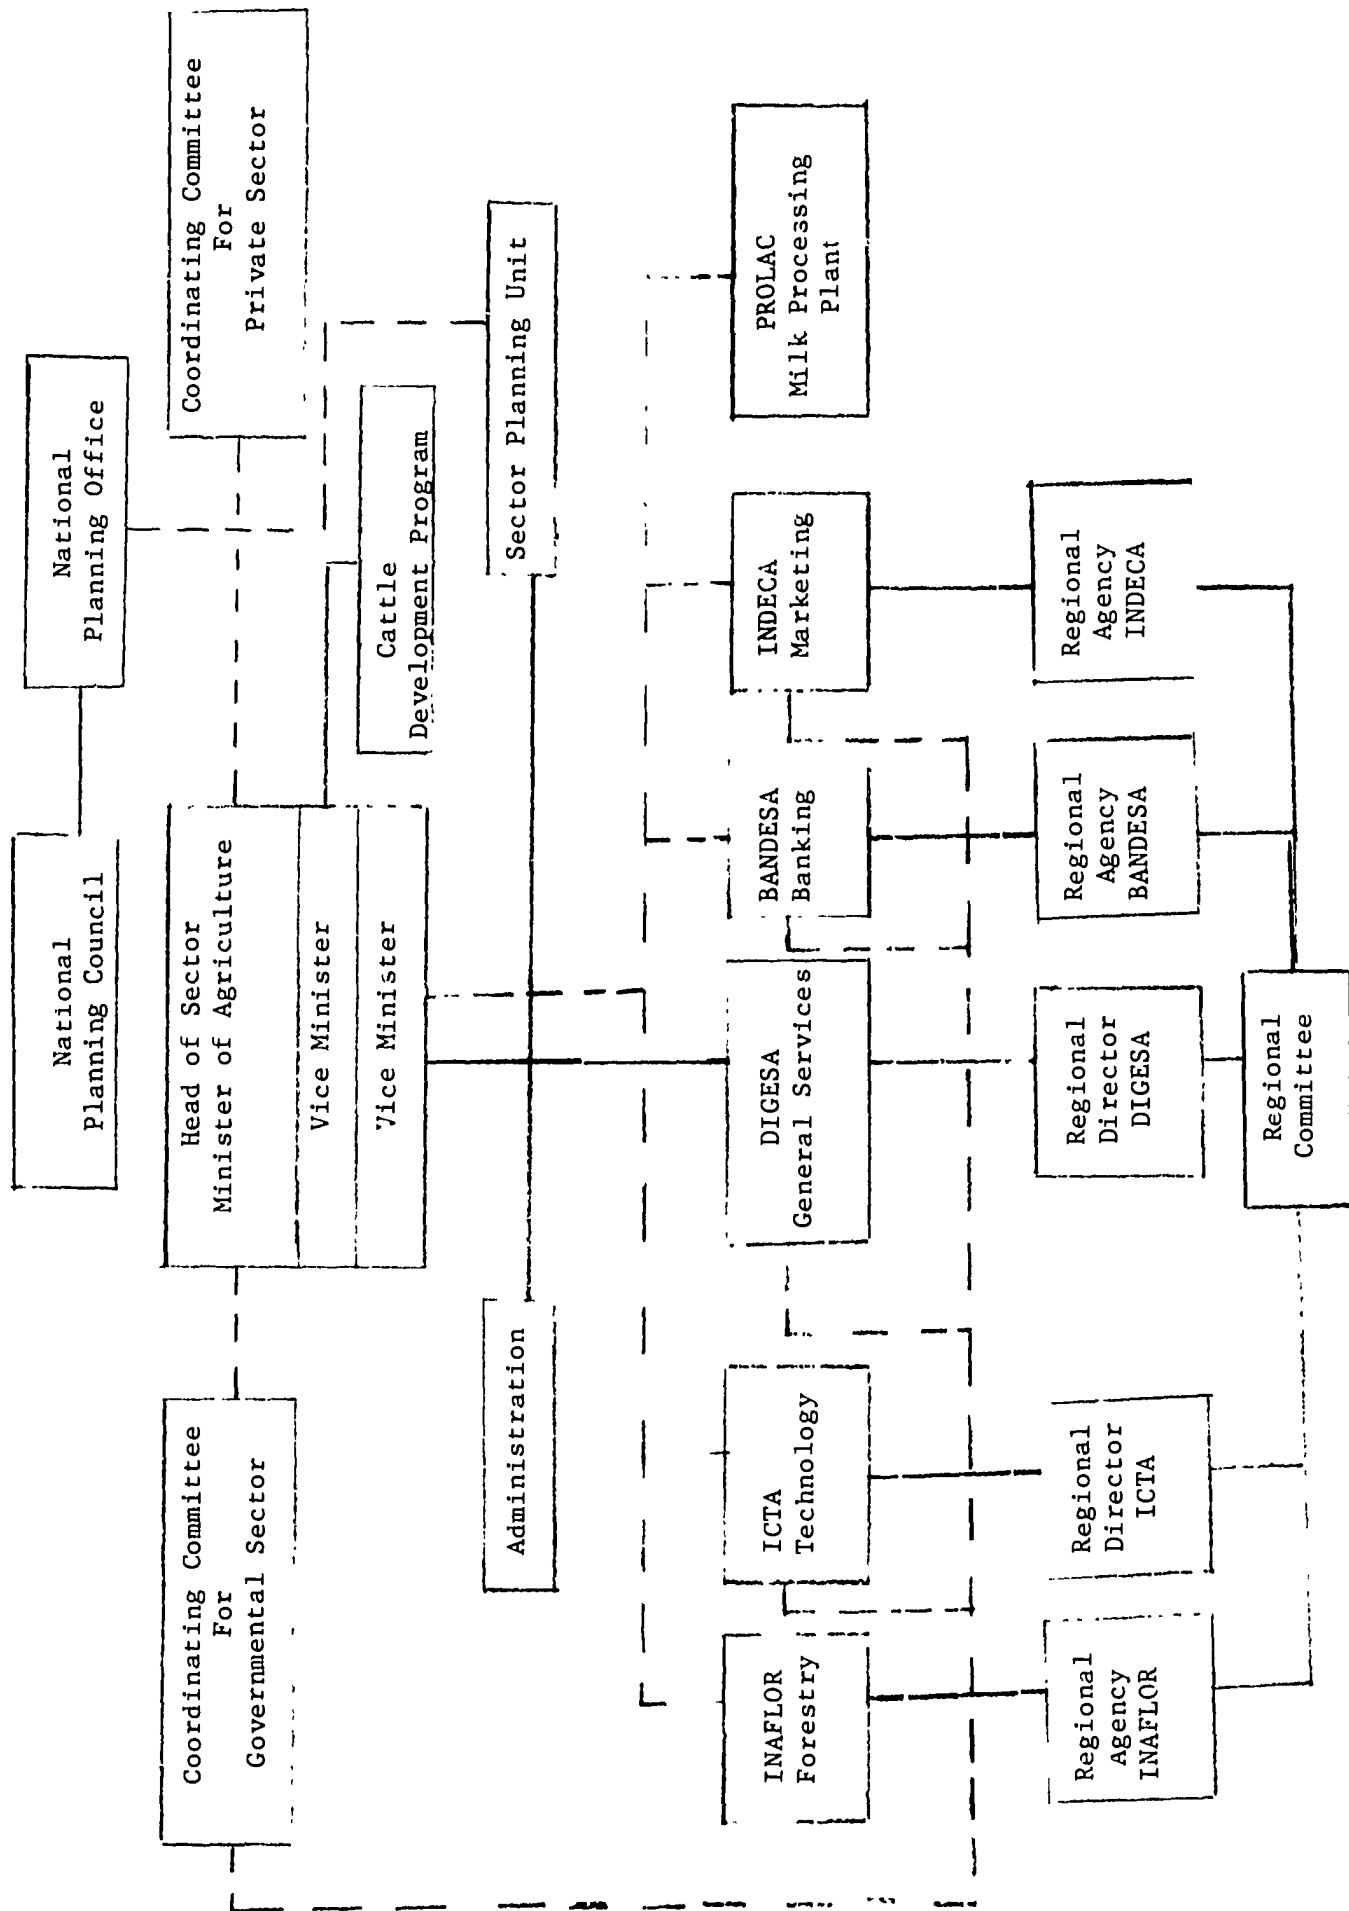 National
Planning Council
National
Planning Office
Coordinating Committee
For
Governmental Sector
Head of Sector
Minister of Agriculture
Vice Minister
Vice Minister
Coordinating Committee
For
Private Sector
Cattle
Development Program
Administration
Sector Planning Unit
INAFLOR
Forestry
ICTA
Technology
DIGESA
General Services
BANDESA
Banking
INDECA
Marketing
PROLAC
Milk Processing
Plant
Regional
Agency
INAFLOR
Regional
Director
ICTA
Regional
Director
DIGESA
Regional
Agency
BANDESA
Regional
Agency
INDECA
Regional
Committee